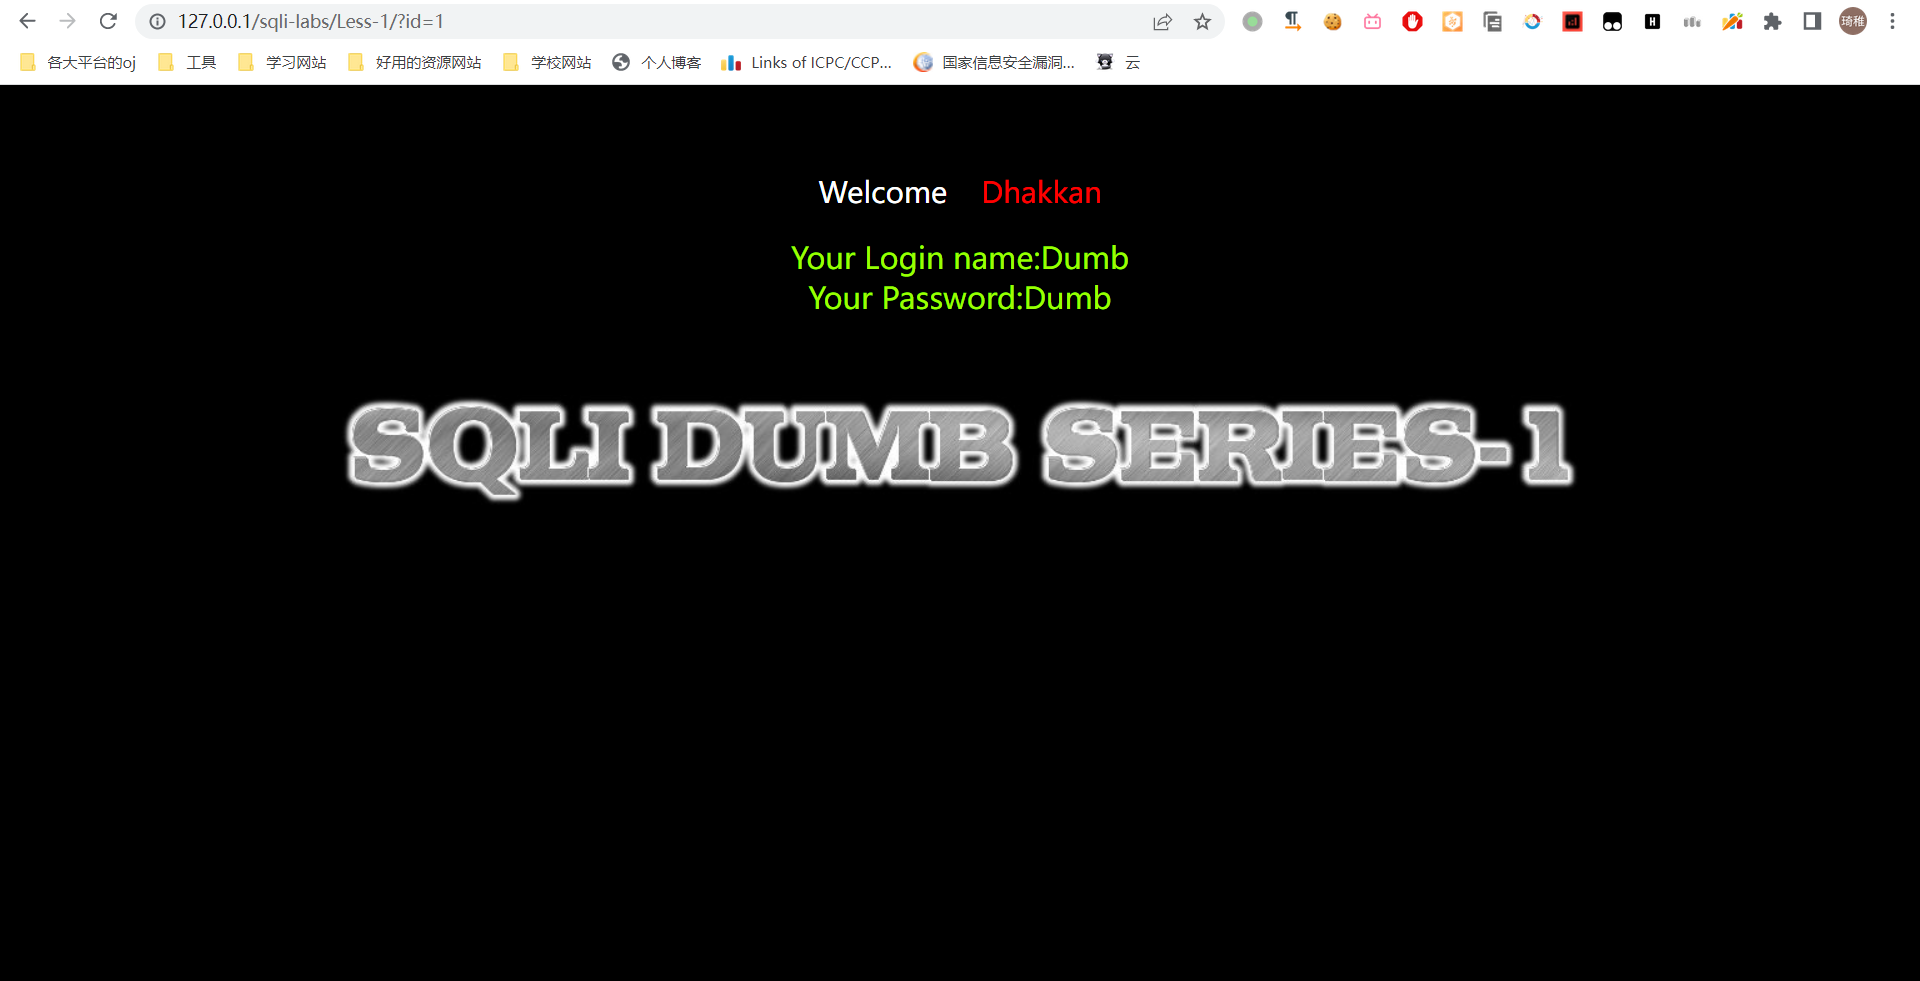 127.0.0.1/sqli-labs/Less-1/?id=1
各大平台的oj 工具 学习网站 好用的资源网站 学校网站 个人博客 Links of ICPC/CCP... 国家信息安全漏洞... 云
Welcome Dhakkan
Your Login name:Dumb
Your Password:Dumb
SQLI DUMB SERIES-1